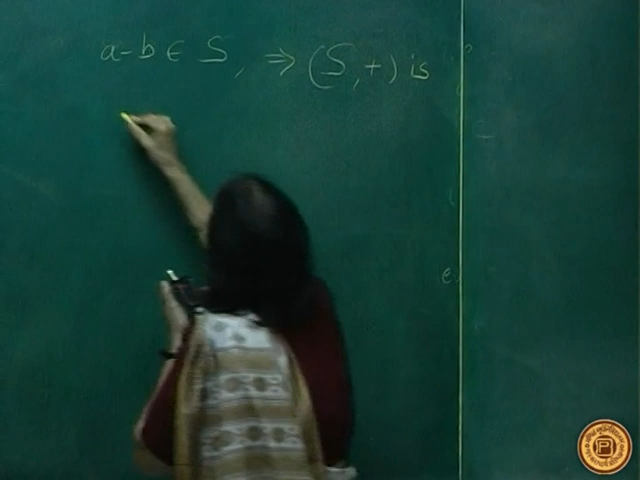 a-b ∈ S, ⇒ (S, +) is